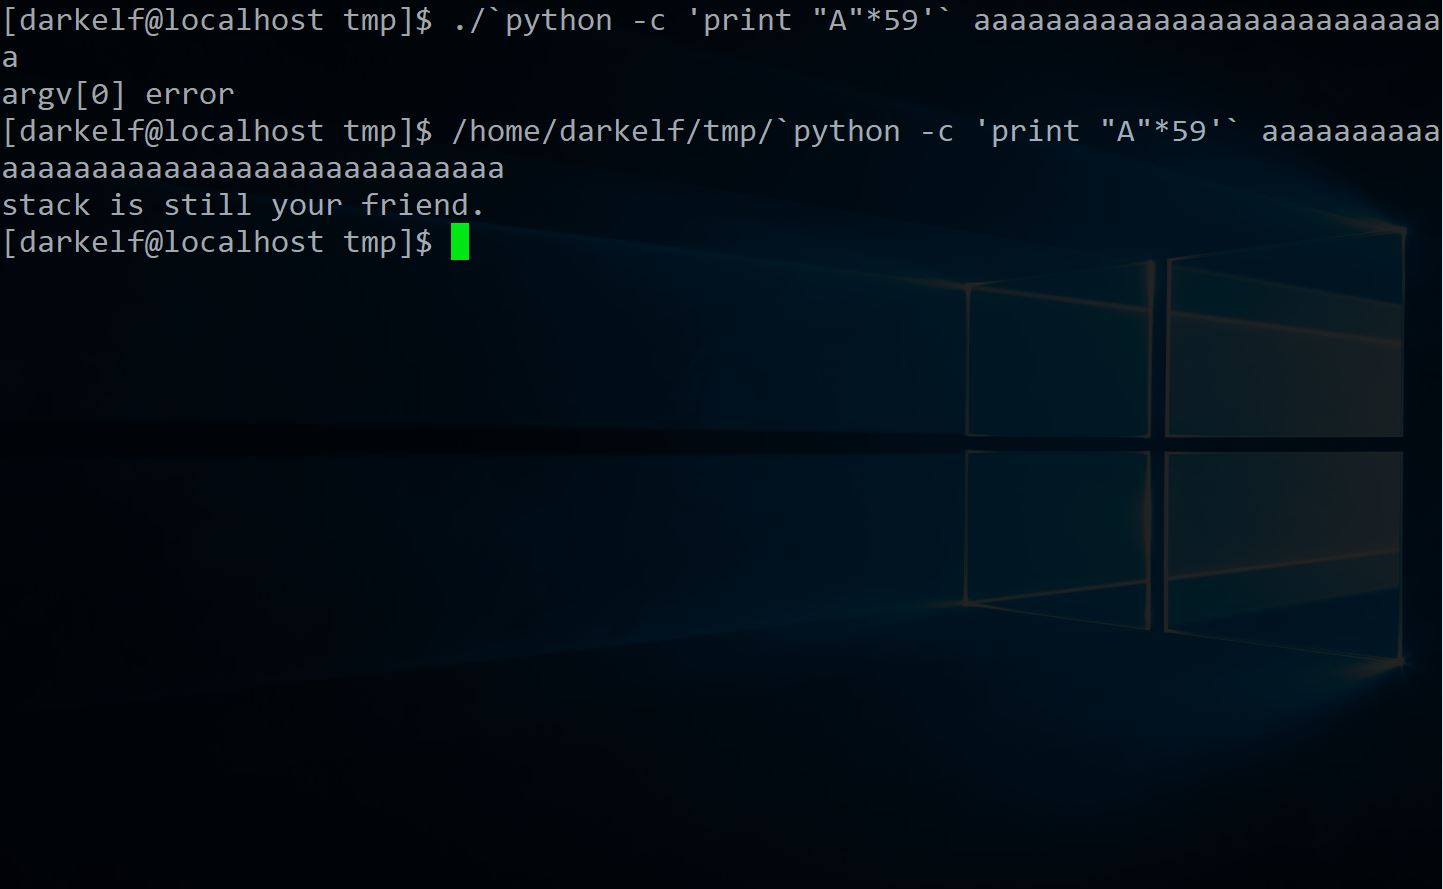 [darkelf@localhost tmp]$ ./`python -c 'print "A"*59'` aaaaaaaaaaaaaaaaaaaaaaaaaa
a
argv[0] error
[darkelf@localhost tmp]$ /home/darkelf/tmp/`python -c 'print "A"*59'` aaaaaaaaaa
aaaaaaaaaaaaaaaaaaaaaaaaaaaa
stack is still your friend.
[darkelf@localhost tmp]$